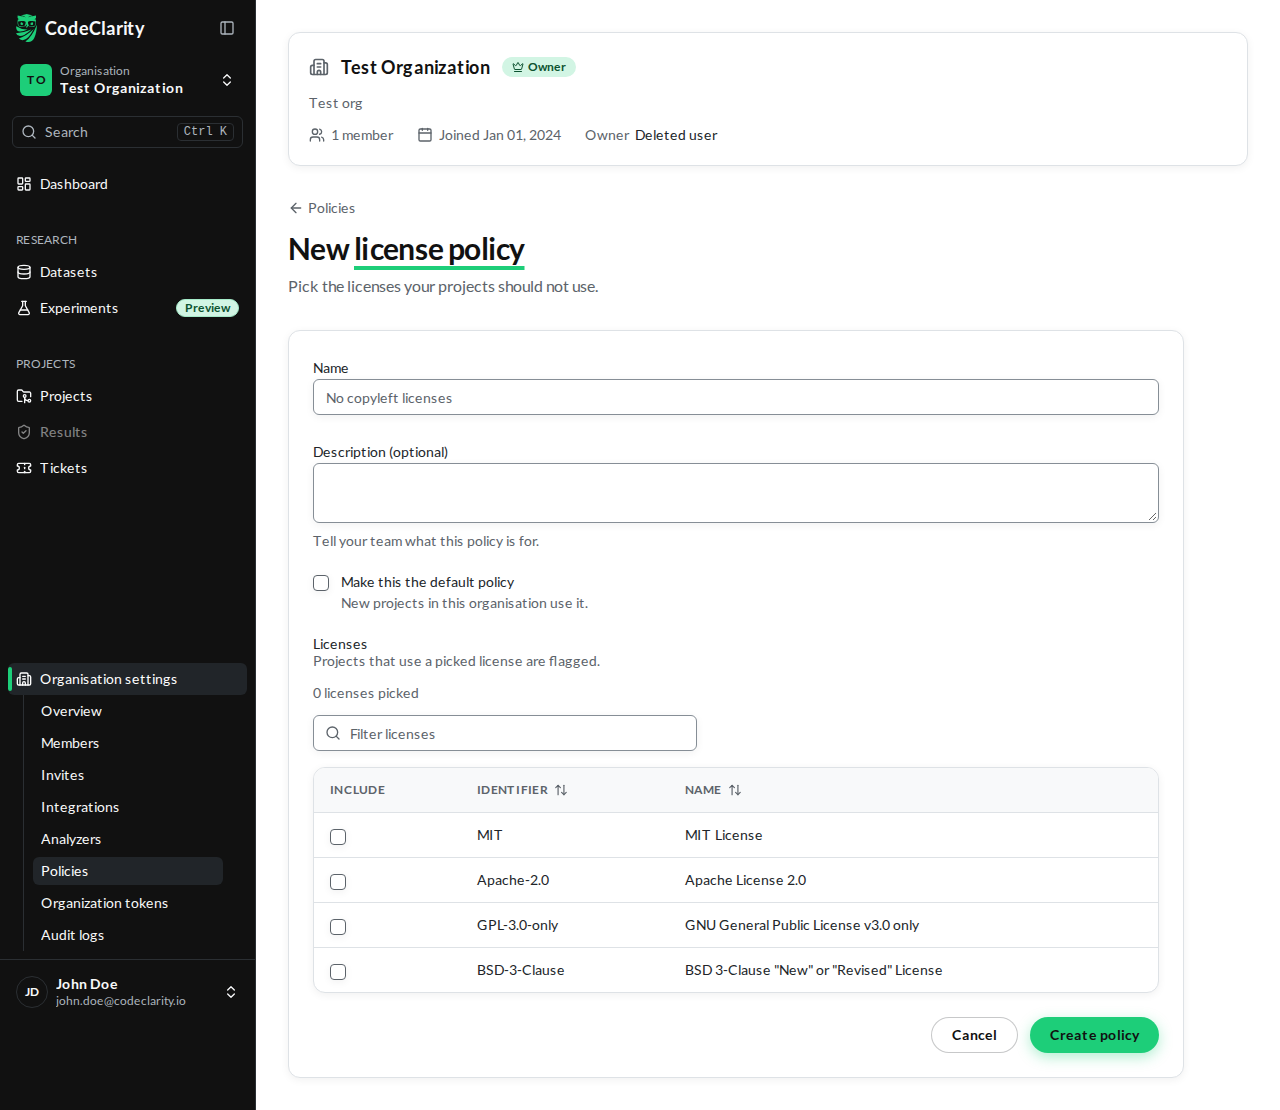 CodeClarity
TO
Organisation
Test Organization
Search
Ctrl K
Dashboard
RESEARCH
Datasets
Experiments
Preview
PROJECTS
Projects
Results
Tickets
Organisation settings
Overview
Members
Invites
Integrations
Analyzers
Policies
Organization tokens
Audit logs
JD
John Doe
john.doe@codeclarity.io
Test Organization
Owner
Test org
1 member
Joined Jan 01, 2024
Owner Deleted user
Policies
New license policy
Pick the licenses your projects should not use.
Name
No copyleft licenses
Description (optional)
Tell your team what this policy is for.
Make this the default policy
New projects in this organisation use it.
Licenses
Projects that use a picked license are flagged.
0 licenses picked
Filter licenses
INCLUDE IDENTIFIER NAME
MIT MIT License
Apache-2.0 Apache License 2.0
GPL-3.0-only GNU General Public License v3.0 only
BSD-3-Clause BSD 3-Clause "New" or "Revised" License
Cancel
Create policy